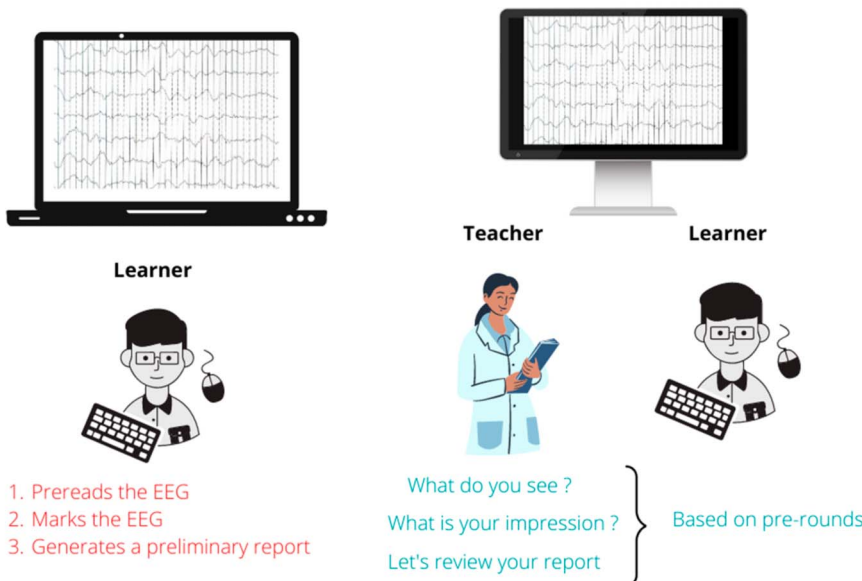 Learner
1. Prereads the EEG
2. Marks the EEG
3. Generates a preliminary report
Teacher
Learner
What do you see ?
What is your impression ?
Let's review your report
Based on pre-rounds